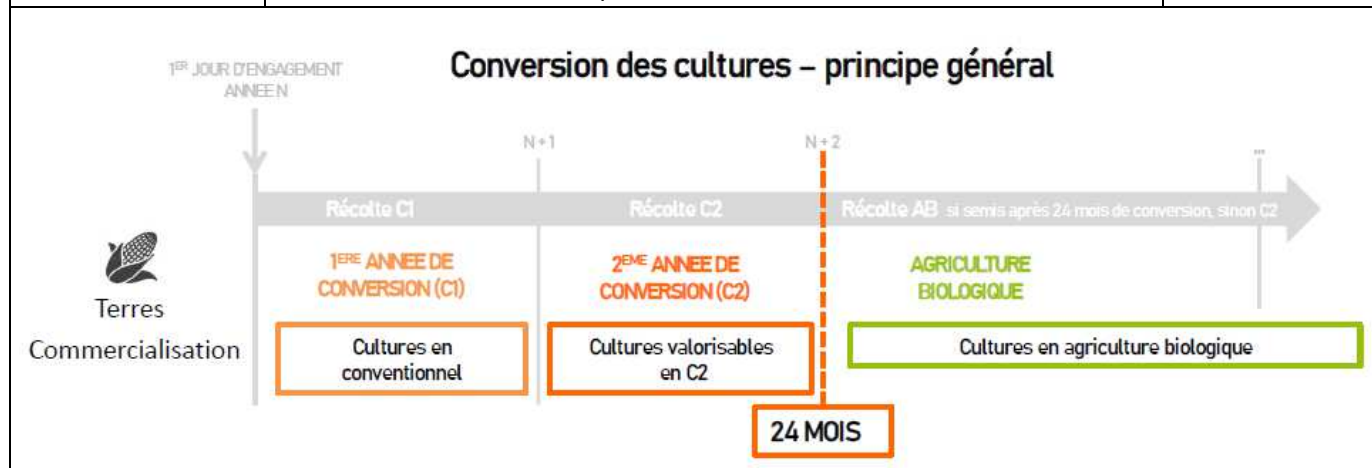 Conversion des cultures – principe général
1ER JOUR D'ENGAGEMENT
ANNEE N
N + 1
N + 2
...
Récolte C1
Récolte C2
Récolte AB si semis après 24 mois de conversion, sinon C2
1ERE ANNEE DE
CONVERSION (C1)
2EME ANNEE DE
CONVERSION (C2)
AGRICULTURE
BIOLOGIQUE
Terres
Commercialisation
Cultures en
conventionnel
Cultures valorisables
en C2
Cultures en agriculture biologique
24 MOIS